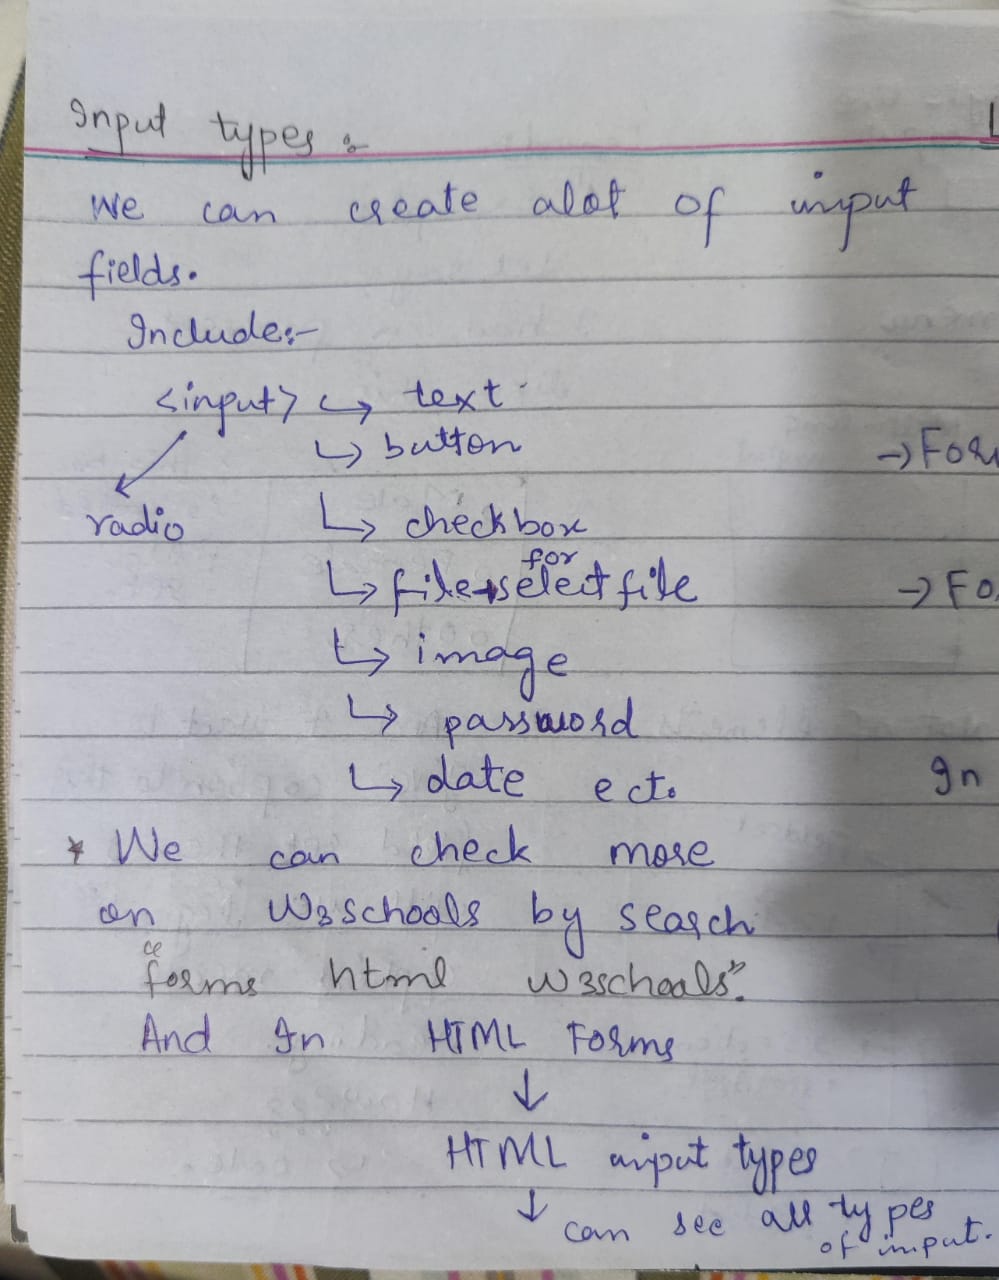 Input types :-
we can create alot of input
fields.
Include:-
<input> ↳ text
↳ button
radio ↳ checkbox
↳ file → for select file
↳ image
↳ password
↳ date ect.
* We can check more
on W3schools by search
"forms html w3schools".
And In HTML Forms
↓
HTML input types
↓ can see all types
of input.
→ For
→ Fo
In